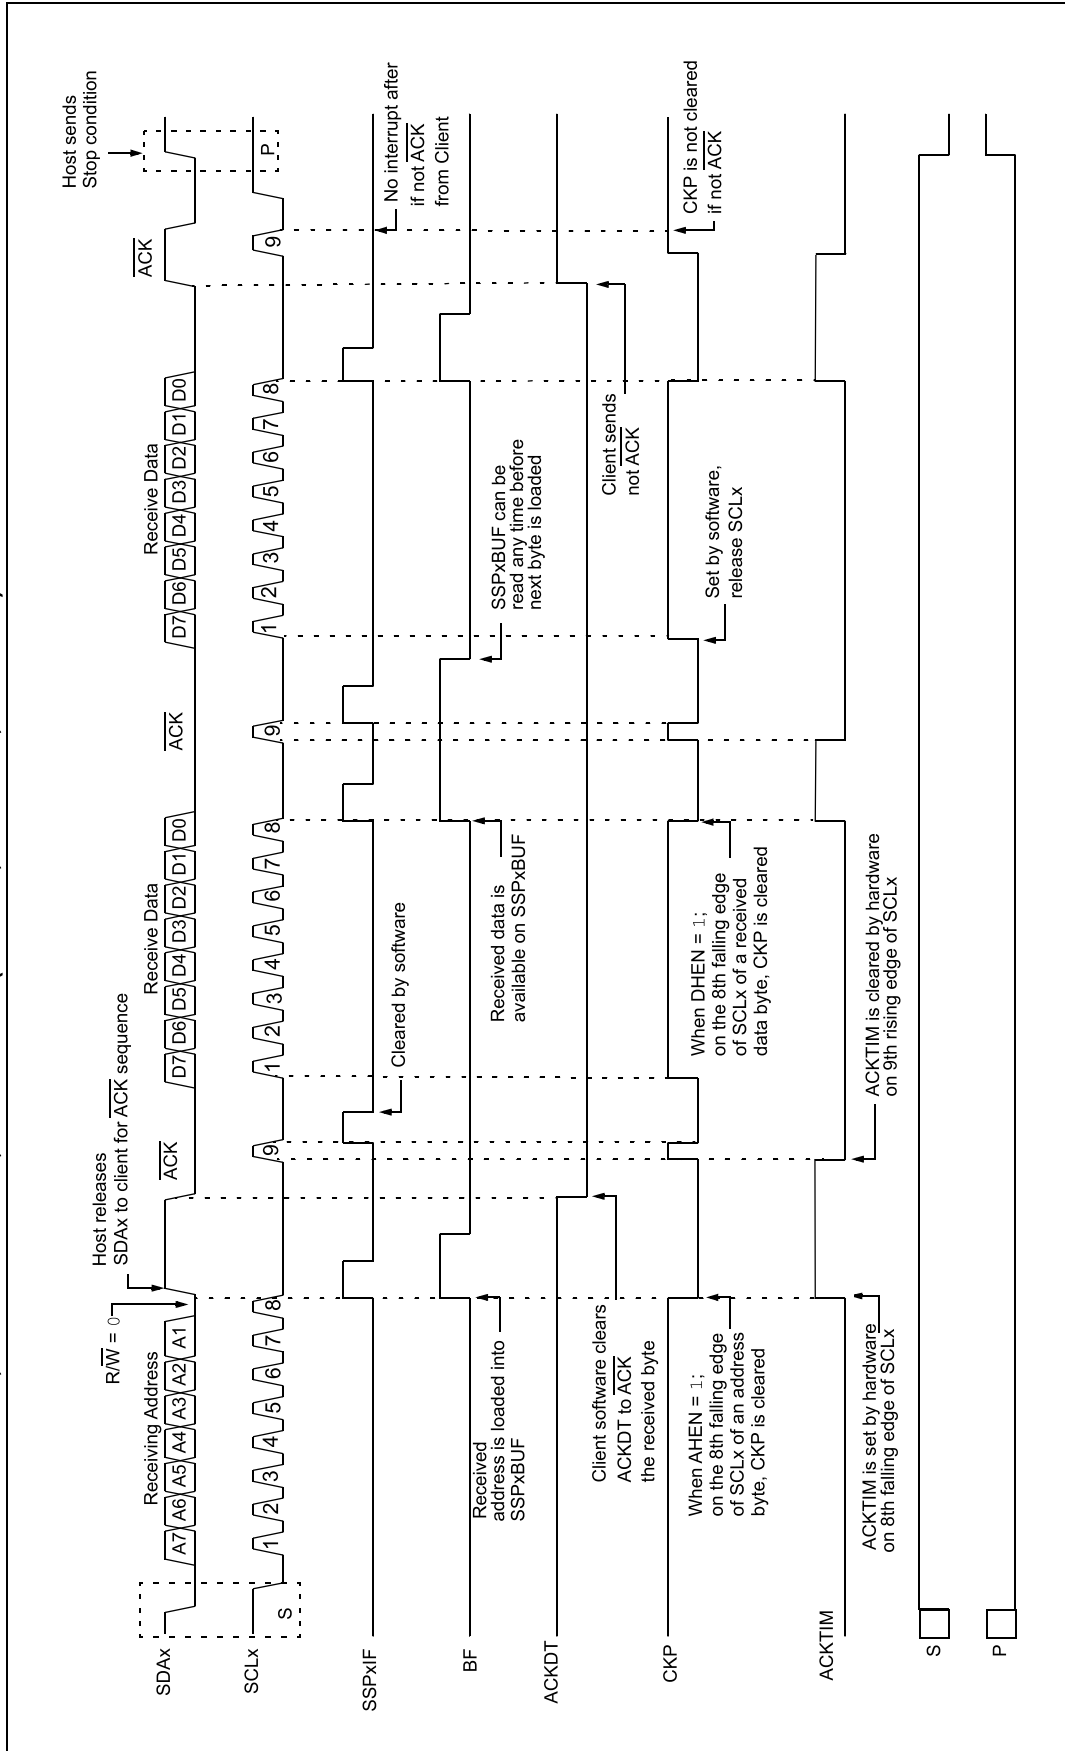 Host releases
SDAx to client for ACK sequence
Host sends
Stop condition
R/W = 0
Receiving Address
ACK
Receive Data
ACK
Receive Data
ACK
SDAx
A7 A6 A5 A4 A3 A2 A1
D7 D6 D5 D4 D3 D2 D1 D0
D7 D6 D5 D4 D3 D2 D1 D0
SCLx
S
1 2 3 4 5 6 7 8 9
1 2 3 4 5 6 7 8 9
1 2 3 4 5 6 7 8 9
P
SSPxIF
Cleared by software
No interrupt after
if not ACK
from Client
BF
Received
address is loaded into
SSPxBUF
Received data is
available on SSPxBUF
SSPxBUF can be
read any time before
next byte is loaded
ACKDT
Client software clears
ACKDT to ACK
the received byte
Client sends
not ACK
CKP
When AHEN = 1;
on the 8th falling edge
of SCLx of an address
byte, CKP is cleared
When DHEN = 1;
on the 8th falling edge
of SCLx of a received
data byte, CKP is cleared
Set by software,
release SCLx
CKP is not cleared
if not ACK
ACKTIM
ACKTIM is set by hardware
on 8th falling edge of SCLx
ACKTIM is cleared by hardware
on 9th rising edge of SCLx
S
P